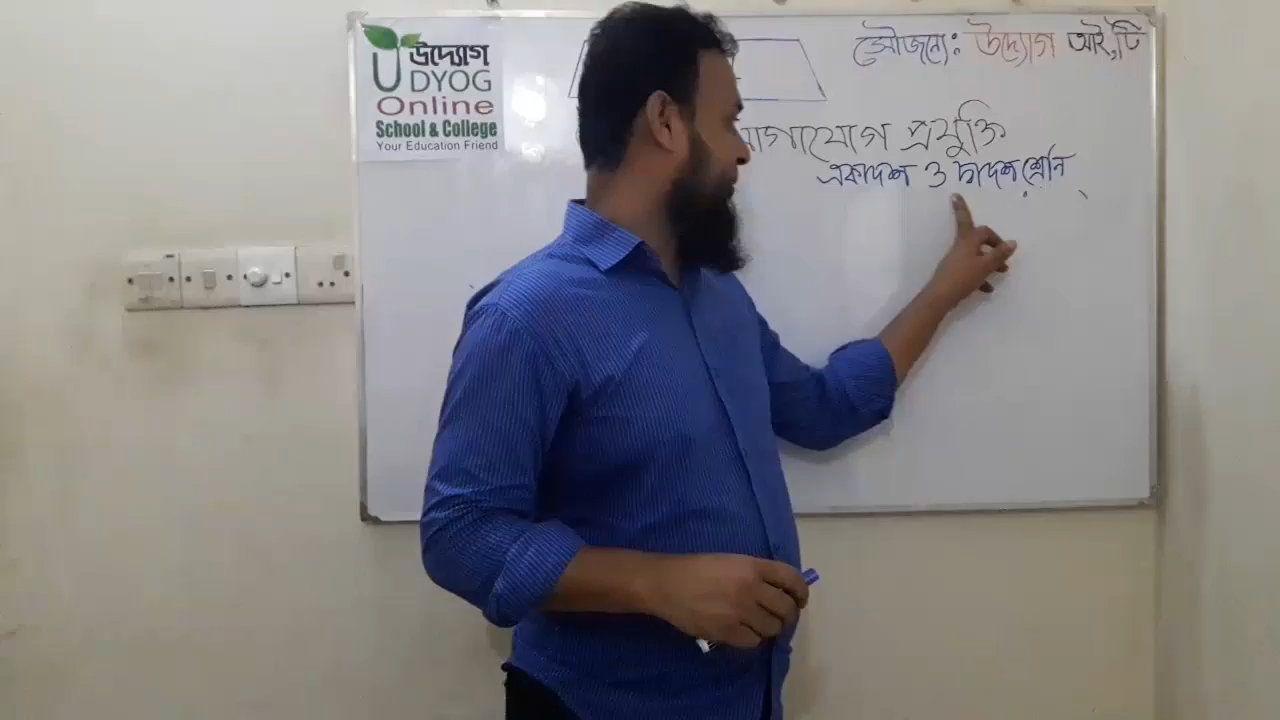 উদ্যোগ
UDYOG
Online
School & College
Your Education Friend
সৌজন্যে: উদ্যোগ আই,টি
যোগাযোগ প্রযুক্তি
একাদশ ও দ্বাদশ শ্রেনি